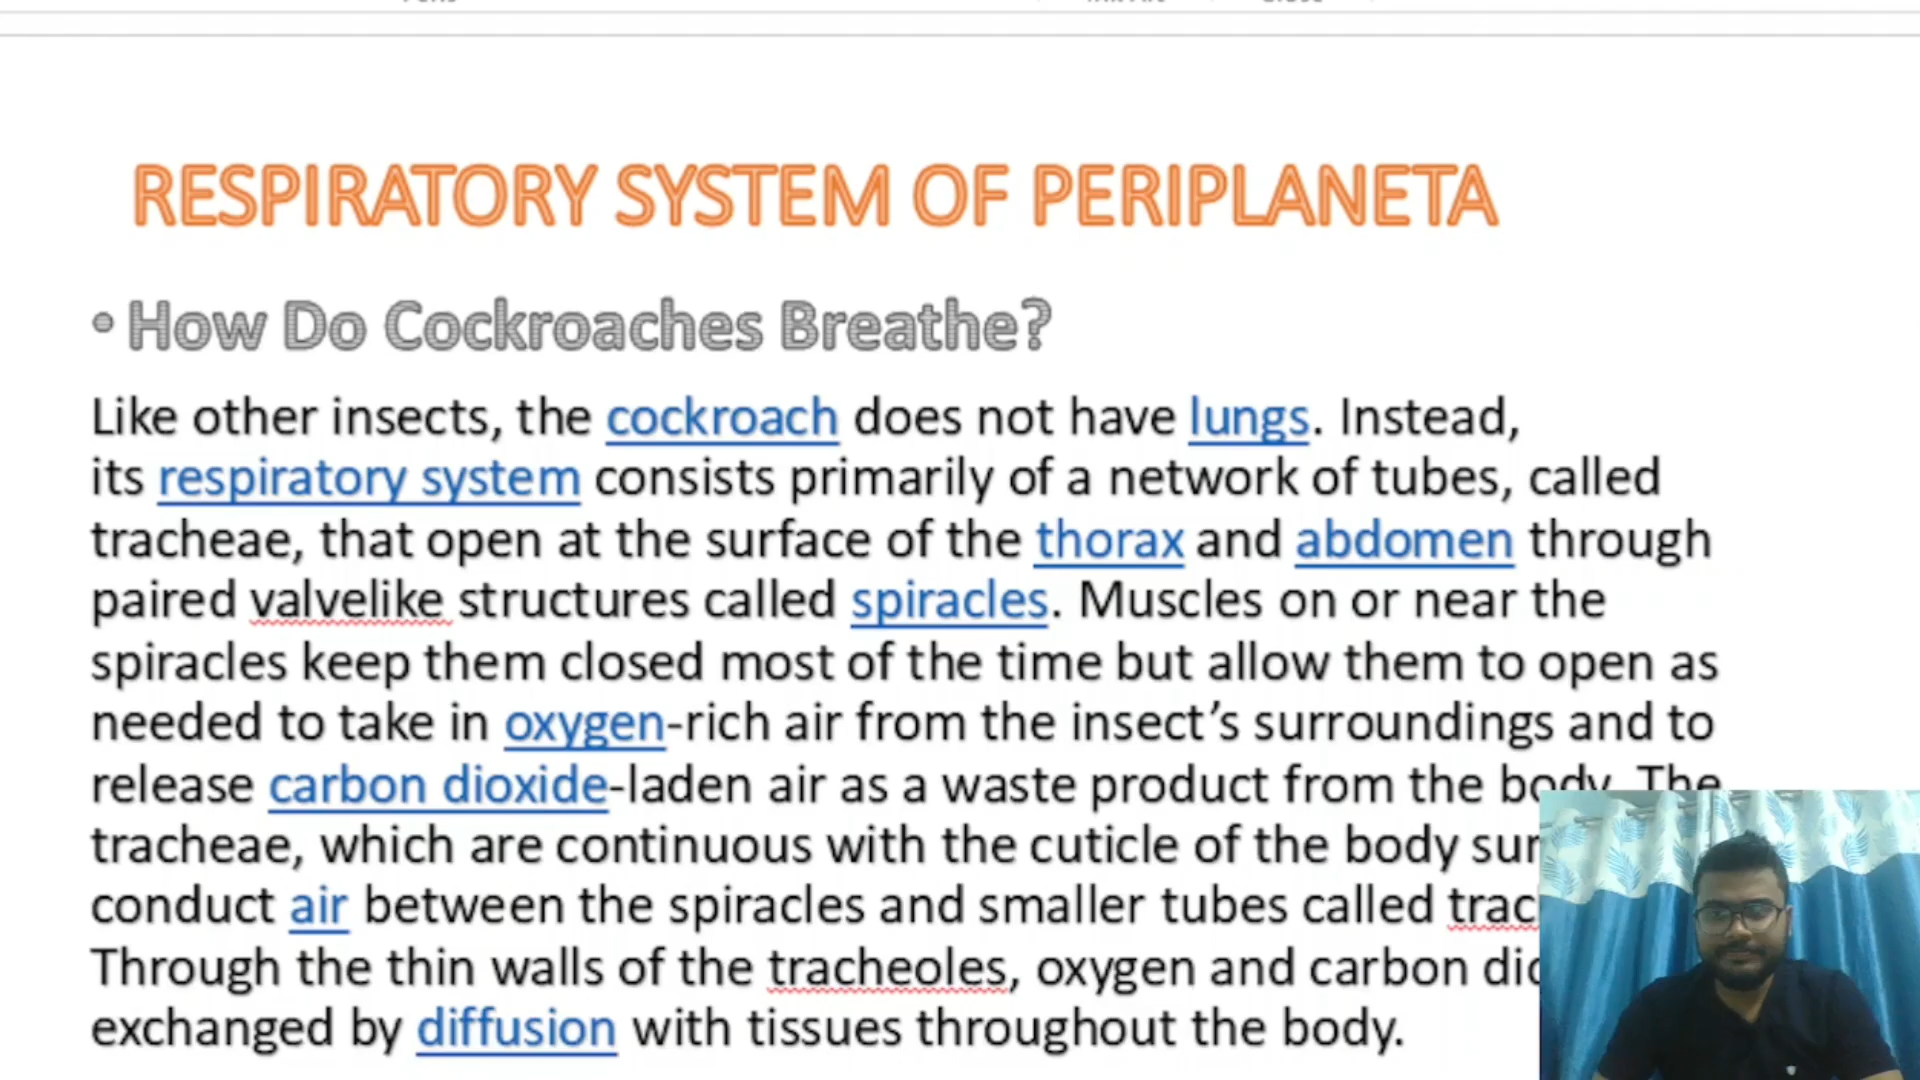 RESPIRATORY SYSTEM OF PERIPLANETA
• How Do Cockroaches Breathe?
Like other insects, the cockroach does not have lungs. Instead,
its respiratory system consists primarily of a network of tubes, called
tracheae, that open at the surface of the thorax and abdomen through
paired valvelike structures called spiracles. Muscles on or near the
spiracles keep them closed most of the time but allow them to open as
needed to take in oxygen-rich air from the insect’s surroundings and to
release carbon dioxide-laden air as a waste product from the body. The
tracheae, which are continuous with the cuticle of the body
conduct air between the spiracles and smaller tubes called
Through the thin walls of the tracheoles, oxygen and carbon
exchanged by diffusion with tissues throughout the body.